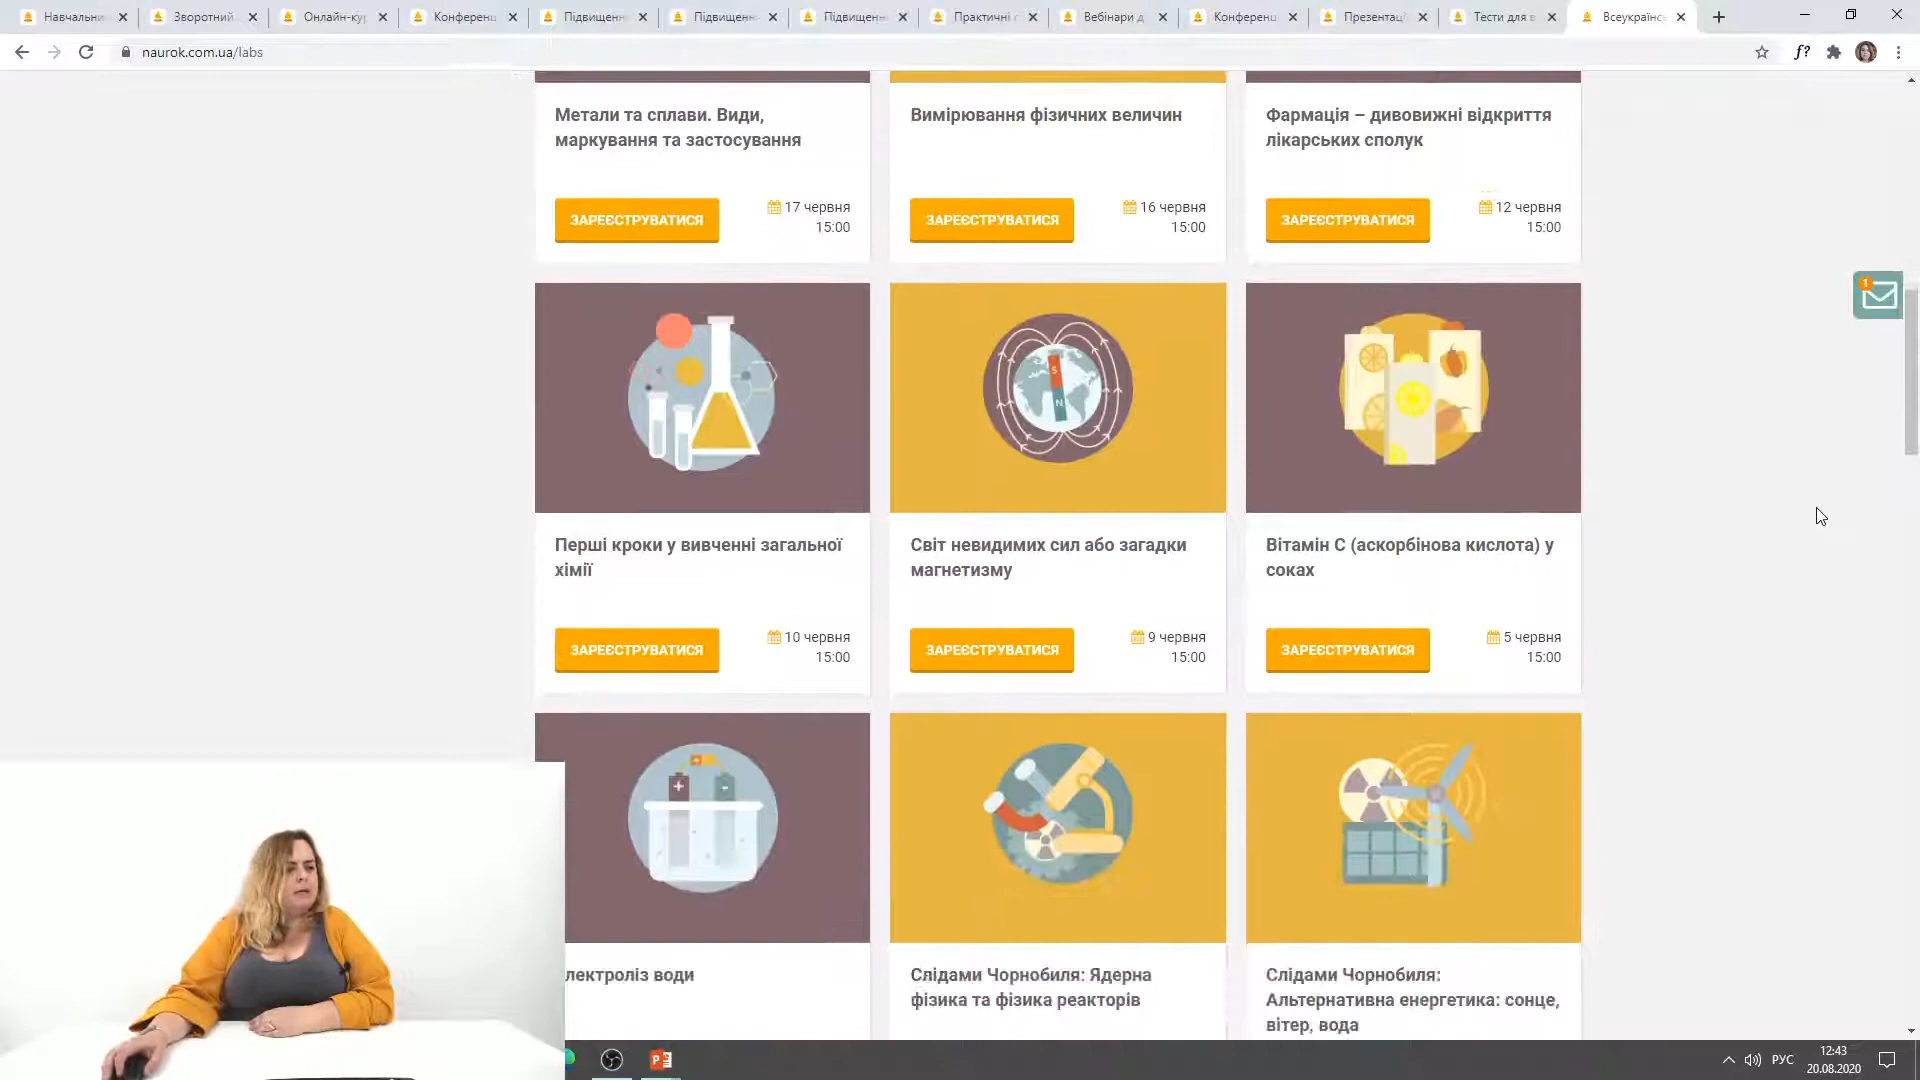 Навчальни
Зворотний
Онлайн-кур
Конференц
Підвищенн
Підвищенн
Підвищенн
Практичні
Вебінари д
Конференц
Презентац
Тести для в
Всеукраїнс
naurok.com.ua/labs
f?
Метали та сплави. Види,
маркування та застосування
ЗАРЕЄСТРУВАТИСЯ
17 червня
15:00
Вимірювання фізичних величин
ЗАРЕЄСТРУВАТИСЯ
16 червня
15:00
Фармація – дивовижні відкриття
лікарських сполук
ЗАРЕЄСТРУВАТИСЯ
12 червня
15:00
1
S
N
Перші кроки у вивченні загальної
хімії
ЗАРЕЄСТРУВАТИСЯ
10 червня
15:00
Світ невидимих сил або загадки
магнетизму
ЗАРЕЄСТРУВАТИСЯ
9 червня
15:00
Вітамін С (аскорбінова кислота) у
соках
ЗАРЕЄСТРУВАТИСЯ
5 червня
15:00
+
-
лектроліз води
Слідами Чорнобиля: Ядерна
фізика та фізика реакторів
Слідами Чорнобиля:
Альтернативна енергетика: сонце,
вітер, вода
P
РУС
12:43
20.08.2020